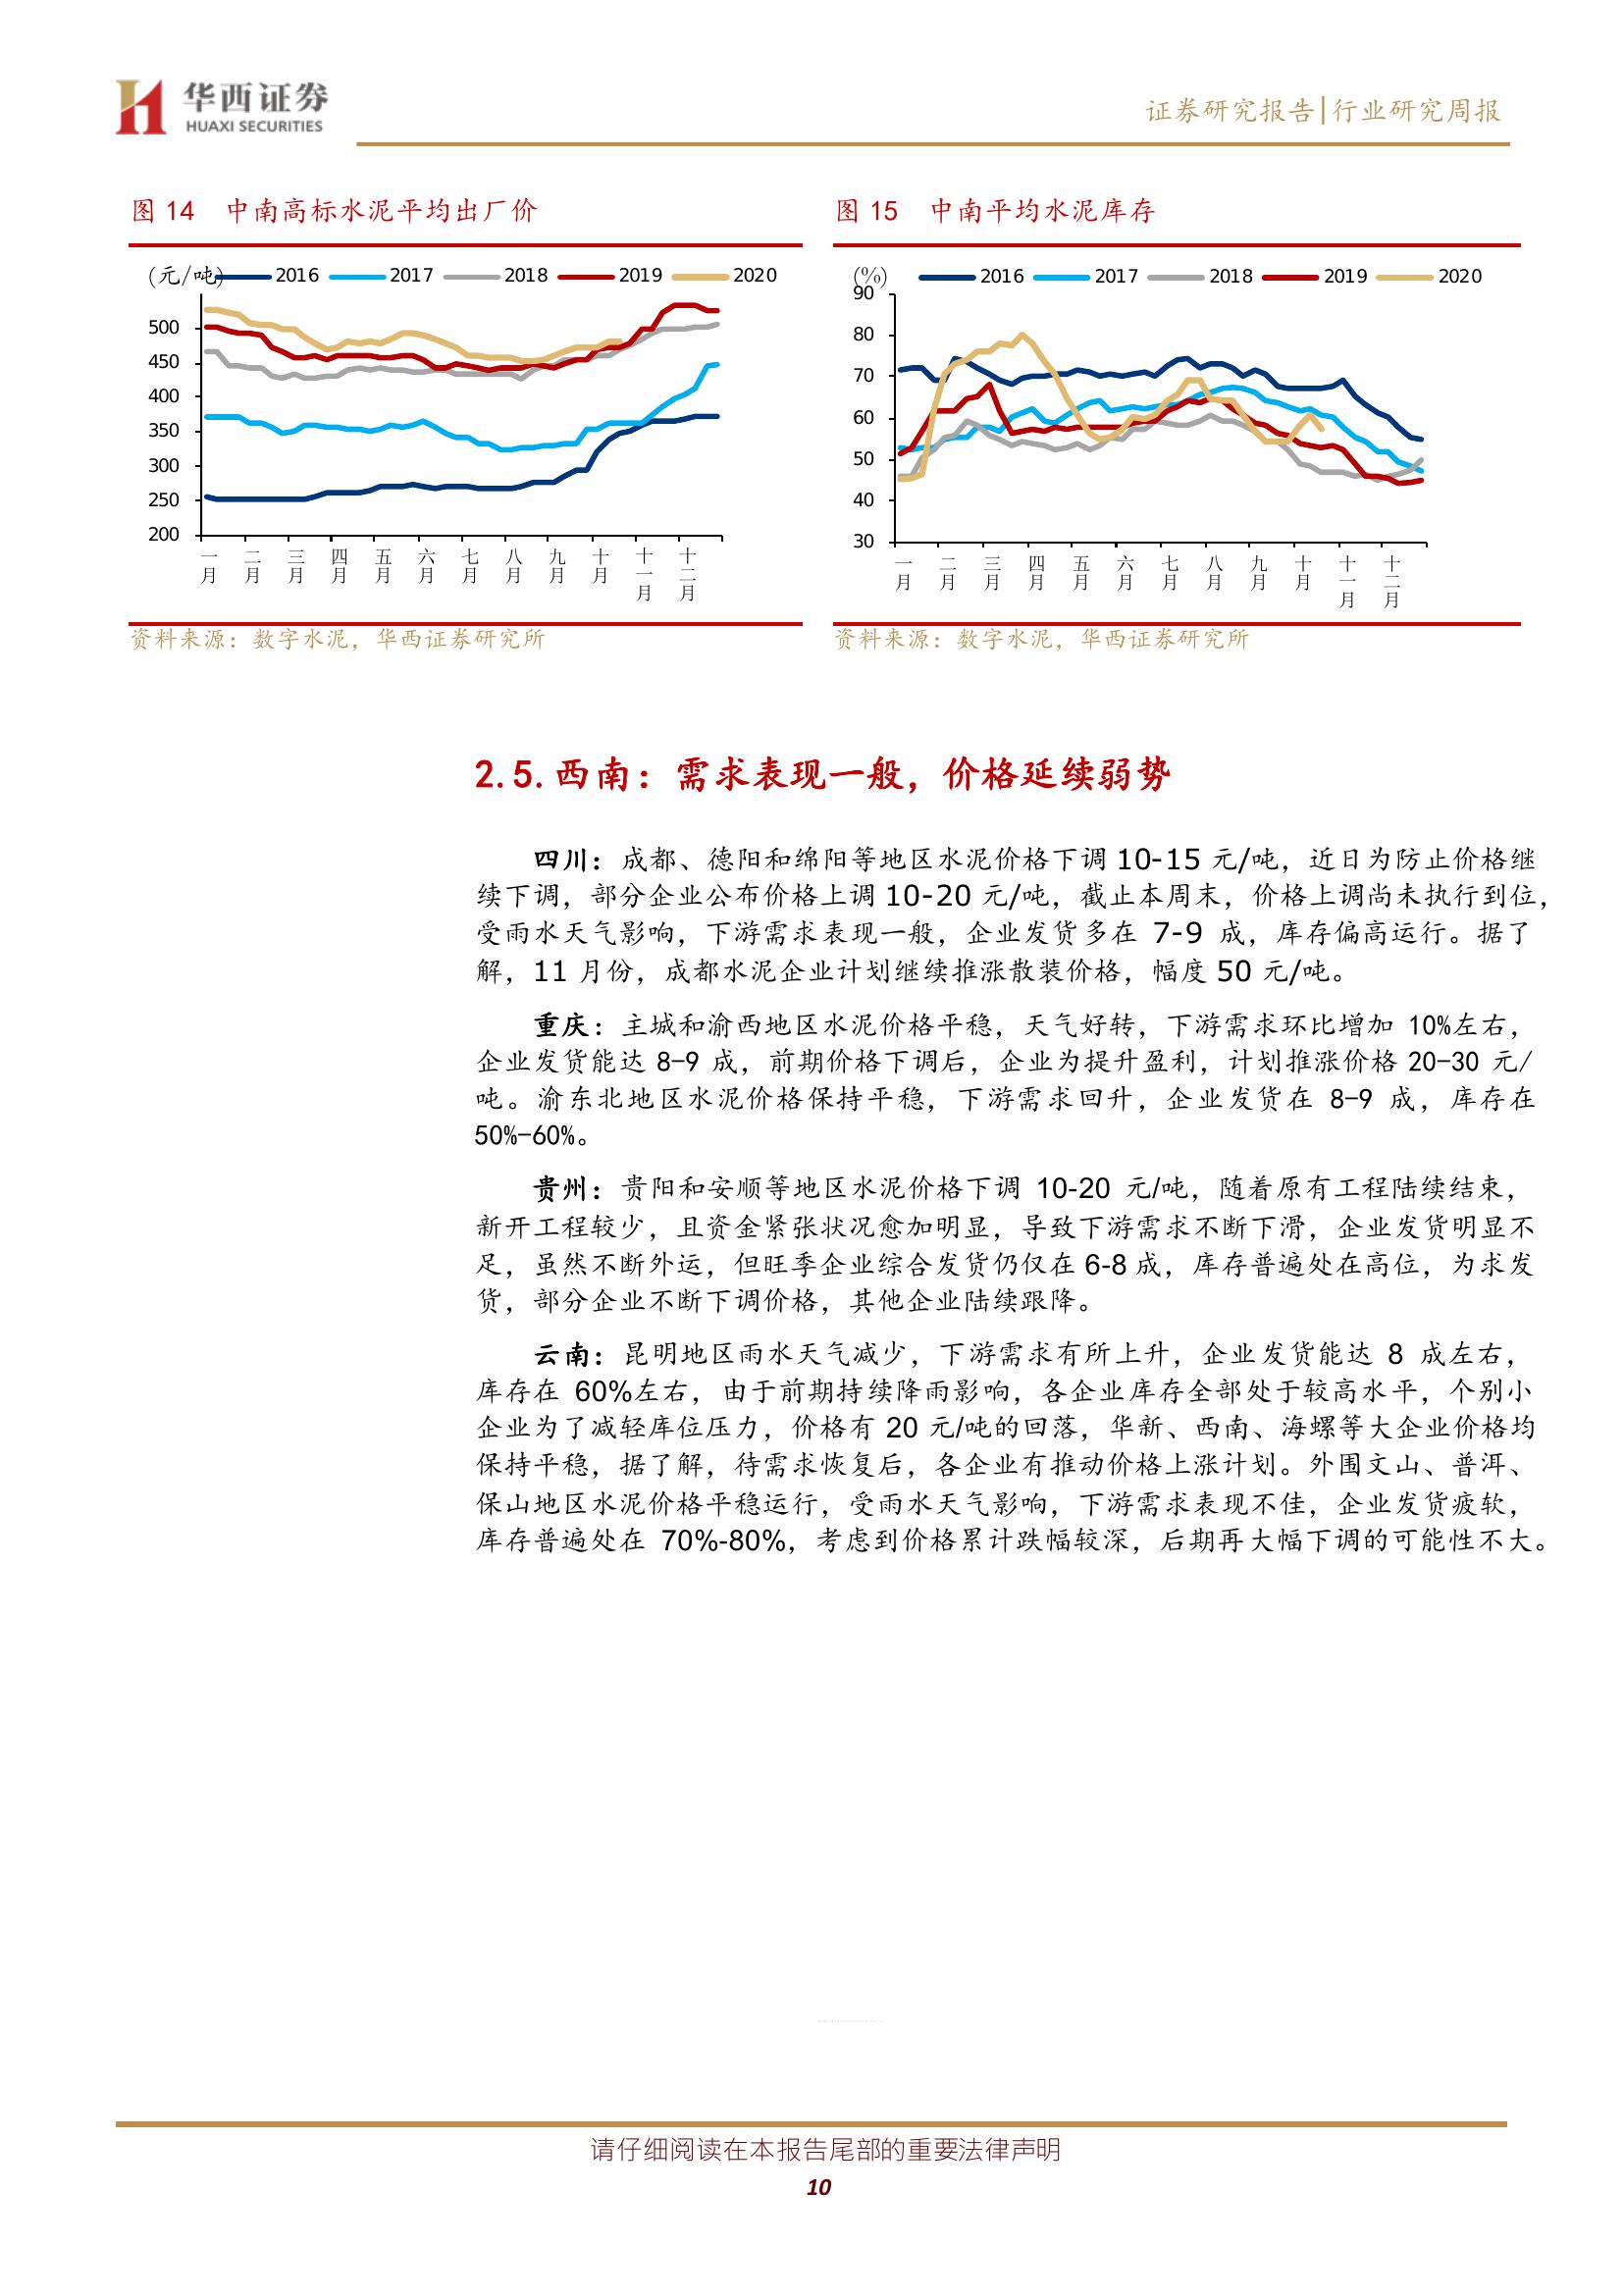 华西证券
HUAXI SECURITIES
证券研究报告|行业研究周报
图 14 中南高标水泥平均出厂价
(元/吨) 2016 2017 2018 2019 2020
500
450
400
350
300
250
200
一月 二月 三月 四月 五月 六月 七月 八月 九月 十月 十一月 十二月
资料来源：数字水泥，华西证券研究所
图 15 中南平均水泥库存
(%) 2016 2017 2018 2019 2020
90
80
70
60
50
40
30
一月 二月 三月 四月 五月 六月 七月 八月 九月 十月 十一月 十二月
资料来源：数字水泥，华西证券研究所
2.5.西南：需求表现一般，价格延续弱势
四川：成都、德阳和绵阳等地区水泥价格下调 10-15 元/吨，近日为防止价格继
续下调，部分企业公布价格上调 10-20 元/吨，截止本周末，价格上调尚未执行到位，
受雨水天气影响，下游需求表现一般，企业发货多在 7-9 成，库存偏高运行。据了
解，11 月份，成都水泥企业计划继续推涨散装价格，幅度 50 元/吨。
重庆：主城和渝西地区水泥价格平稳，天气好转，下游需求环比增加 10%左右，
企业发货能达 8-9 成，前期价格下调后，企业为提升盈利，计划推涨价格 20-30 元/
吨。渝东北地区水泥价格保持平稳，下游需求回升，企业发货在 8-9 成，库存在
50%-60%。
贵州：贵阳和安顺等地区水泥价格下调 10-20 元/吨，随着原有工程陆续结束，
新开工程较少，且资金紧张状况愈加明显，导致下游需求不断下滑，企业发货明显不
足，虽然不断外运，但旺季企业综合发货仍仅在 6-8 成，库存普遍处在高位，为求发
货，部分企业不断下调价格，其他企业陆续跟降。
云南：昆明地区雨水天气减少，下游需求有所上升，企业发货能达 8 成左右，
库存在 60%左右，由于前期持续降雨影响，各企业库存全部处于较高水平，个别小
企业为了减轻库位压力，价格有 20 元/吨的回落，华新、西南、海螺等大企业价格均
保持平稳，据了解，待需求恢复后，各企业有推动价格上涨计划。外围文山、普洱、
保山地区水泥价格平稳运行，受雨水天气影响，下游需求表现不佳，企业发货疲软，
库存普遍处在 70%-80%，考虑到价格累计跌幅较深，后期再大幅下调的可能性不大。
请仔细阅读在本报告尾部的重要法律声明
10